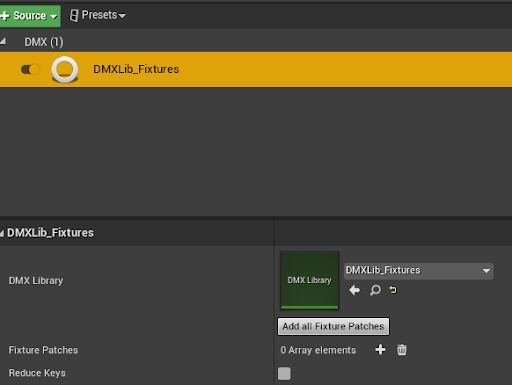 Source Presets
DMX (1)
DMXLib_Fixtures
DMXLib_Fixtures
DMX Library DMX Library DMXLib_Fixtures
Add all Fixture Patches
Fixture Patches 0 Array elements
Reduce Keys